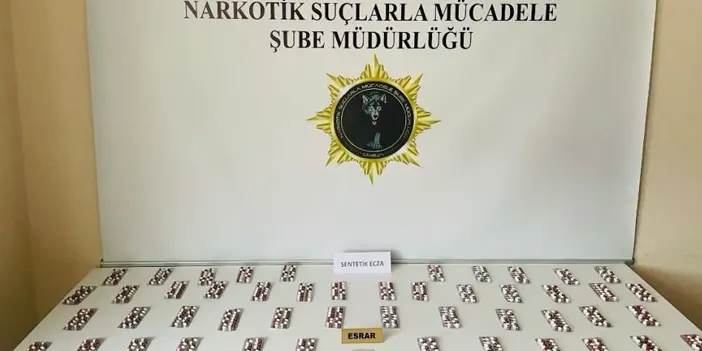 NARKOTİK SUÇLARLA MÜCADELE
ŞUBE MÜDÜRLÜĞÜ
SENTETİK ECZA
ESRAR